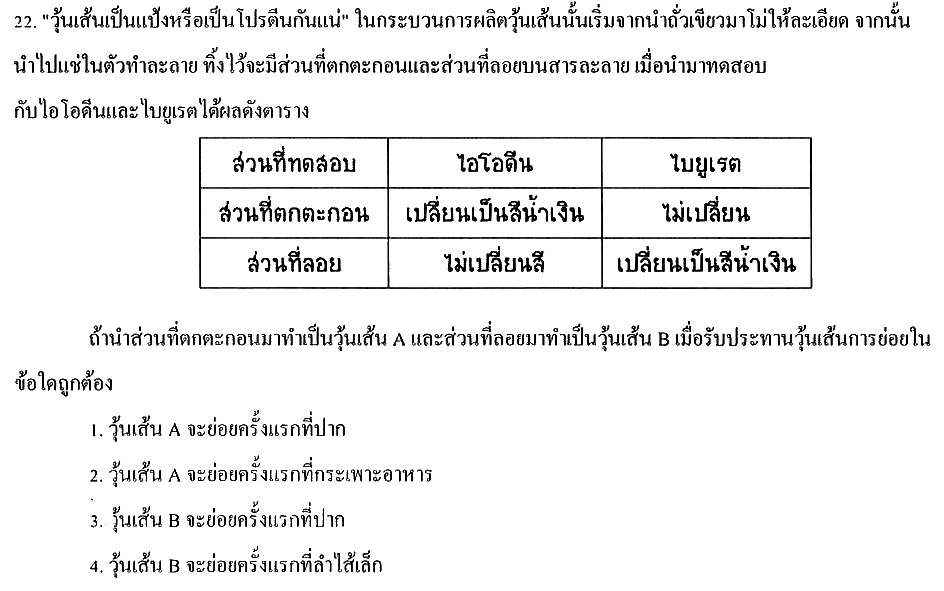 22. "วุ้นเส้นเป็นแป้งหรือเป็นโปรตีนกันแน่" ในกระบวนการผลิตวุ้นเส้นนั้นเริ่มจากนำถั่วเขียวมาโม่ให้ละเอียด จากนั้น
นำไปแช่ในตัวทำละลาย ทิ้งไว้จะมีส่วนที่ตกตะกอนและส่วนที่ลอยบนสารละลาย เมื่อนำมาทดสอบ
กับไอโอดีนและไบยูเรตได้ผลดังตาราง
ส่วนที่ทดสอบ ไอโอดีน ไบยูเรต
ส่วนที่ตกตะกอน เปลี่ยนเป็นสีน้ำเงิน ไม่เปลี่ยน
ส่วนที่ลอย ไม่เปลี่ยนสี เปลี่ยนเป็นสีน้ำเงิน
ถ้านำส่วนที่ตกตะกอนมาทำเป็นวุ้นเส้น A และส่วนที่ลอยมาทำเป็นวุ้นเส้น B เมื่อรับประทานวุ้นเส้นการย่อยใน
ข้อใดถูกต้อง
1. วุ้นเส้น A จะย่อยครั้งแรกที่ปาก
2. วุ้นเส้น A จะย่อยครั้งแรกที่กระเพาะอาหาร
3. วุ้นเส้น B จะย่อยครั้งแรกที่ปาก
4. วุ้นเส้น B จะย่อยครั้งแรกที่ลำไส้เล็ก